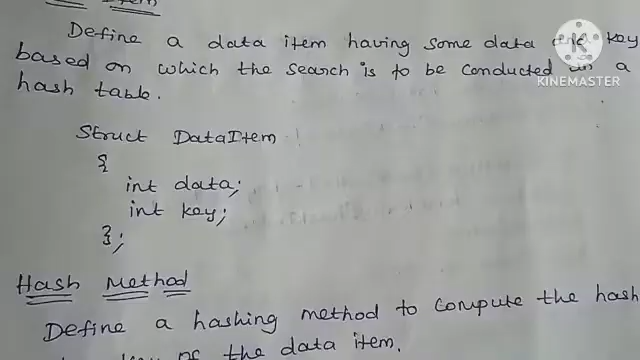 Item
Define a data item having some data and key
based on which the search is to be conducted in a
hash table.
Struct DataItem
{
int data;
int key;
};
Hash Method
Define a hashing method to compute the hash
key of the data item.
KINEMASTER